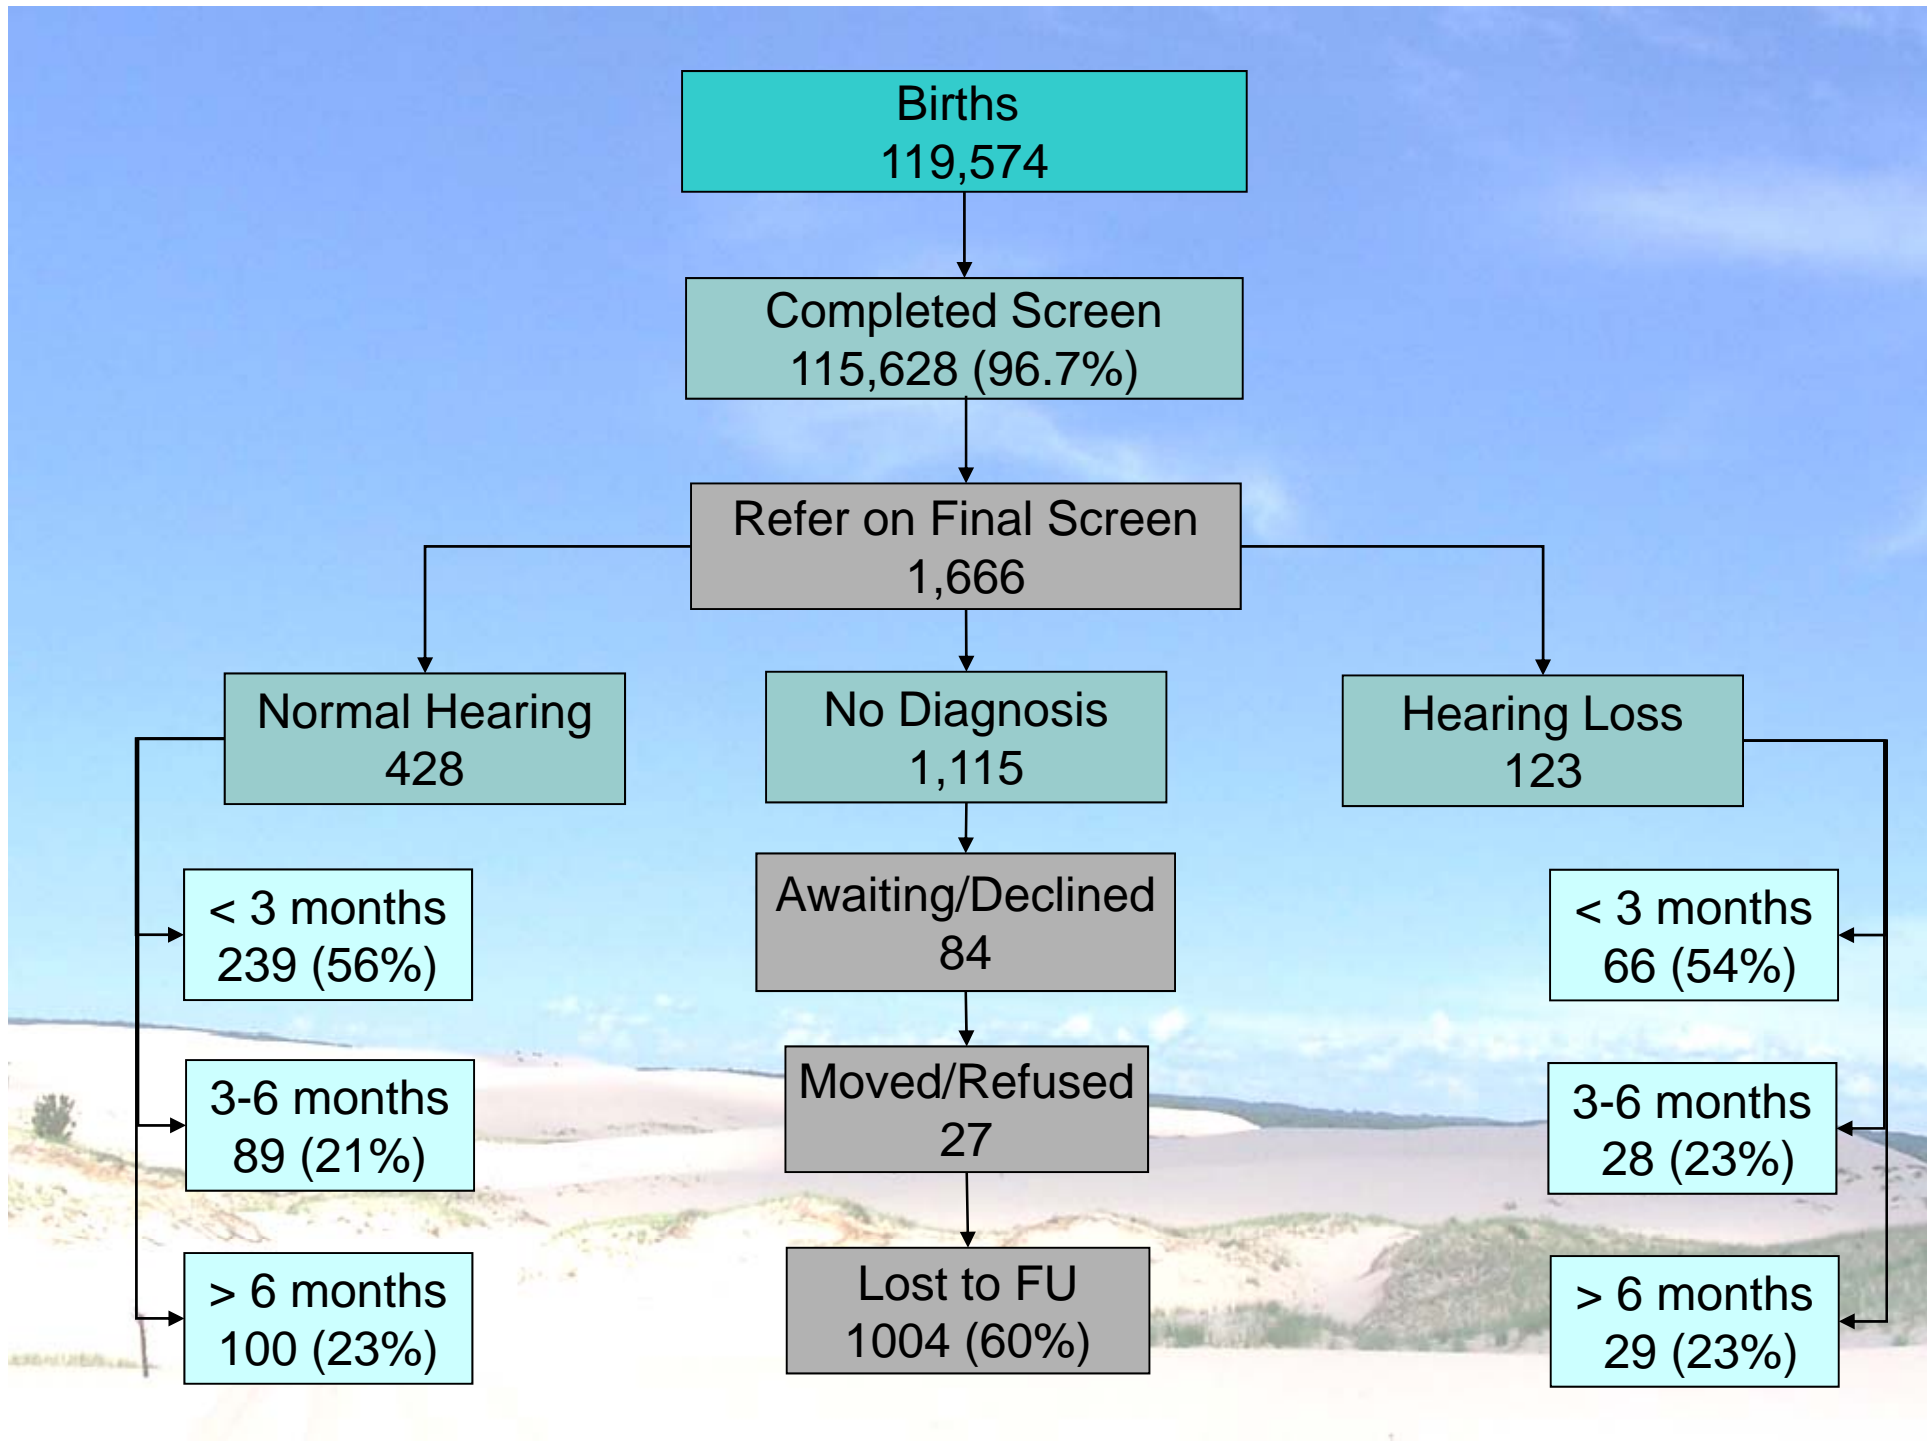 Births
119,574
Completed Screen
115,628 (96.7%)
Refer on Final Screen
1,666
Normal Hearing
428
No Diagnosis
1,115
Hearing Loss
123
< 3 months
239 (56%)
3-6 months
89 (21%)
> 6 months
100 (23%)
Awaiting/Declined
84
Moved/Refused
27
Lost to FU
1004 (60%)
< 3 months
66 (54%)
3-6 months
28 (23%)
> 6 months
29 (23%)